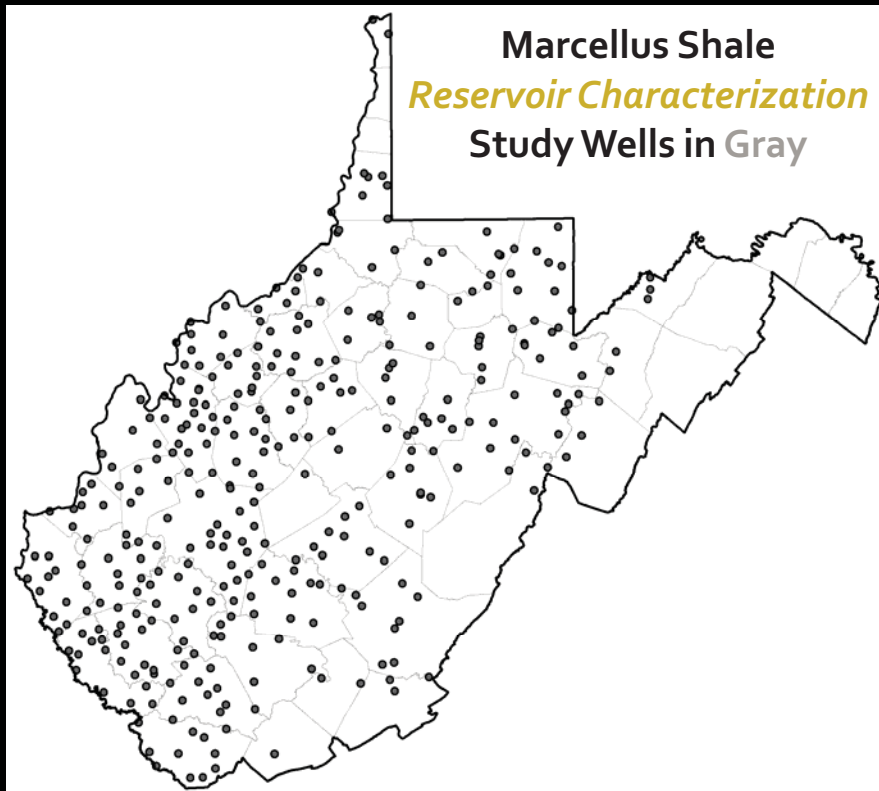 Marcellus Shale
Reservoir Characterization
Study Wells in Gray